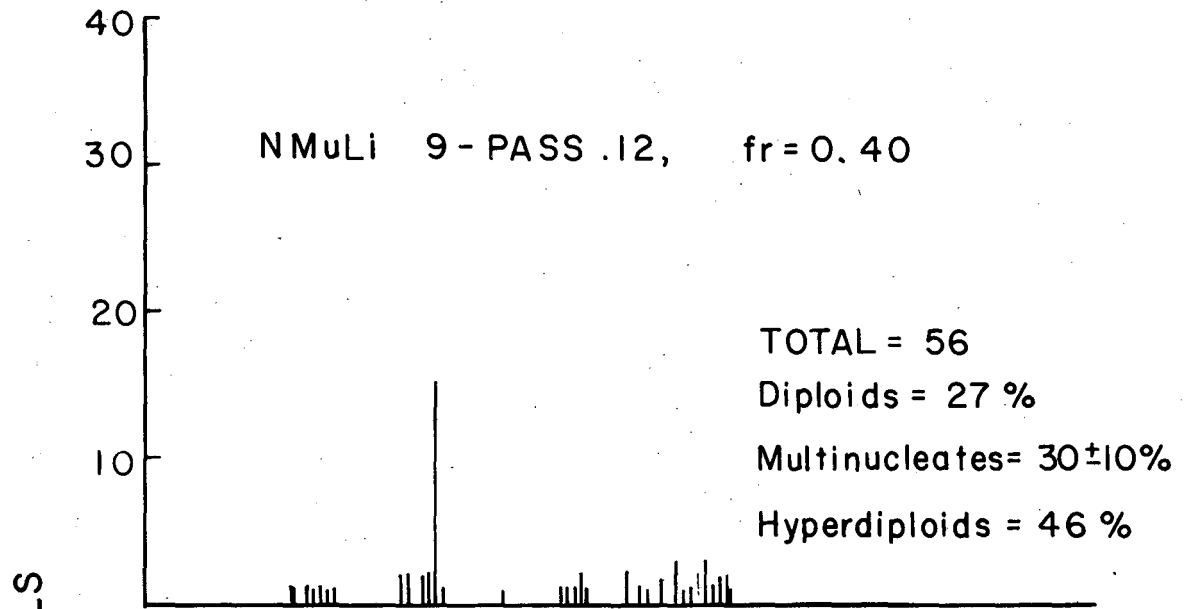 40
NMuLi 9-PASS .12, fr = 0.40
30
20
TOTAL = 56
Diploids = 27 %
10
Multinucleates= 30±10%
Hyperdiploids = 46 %